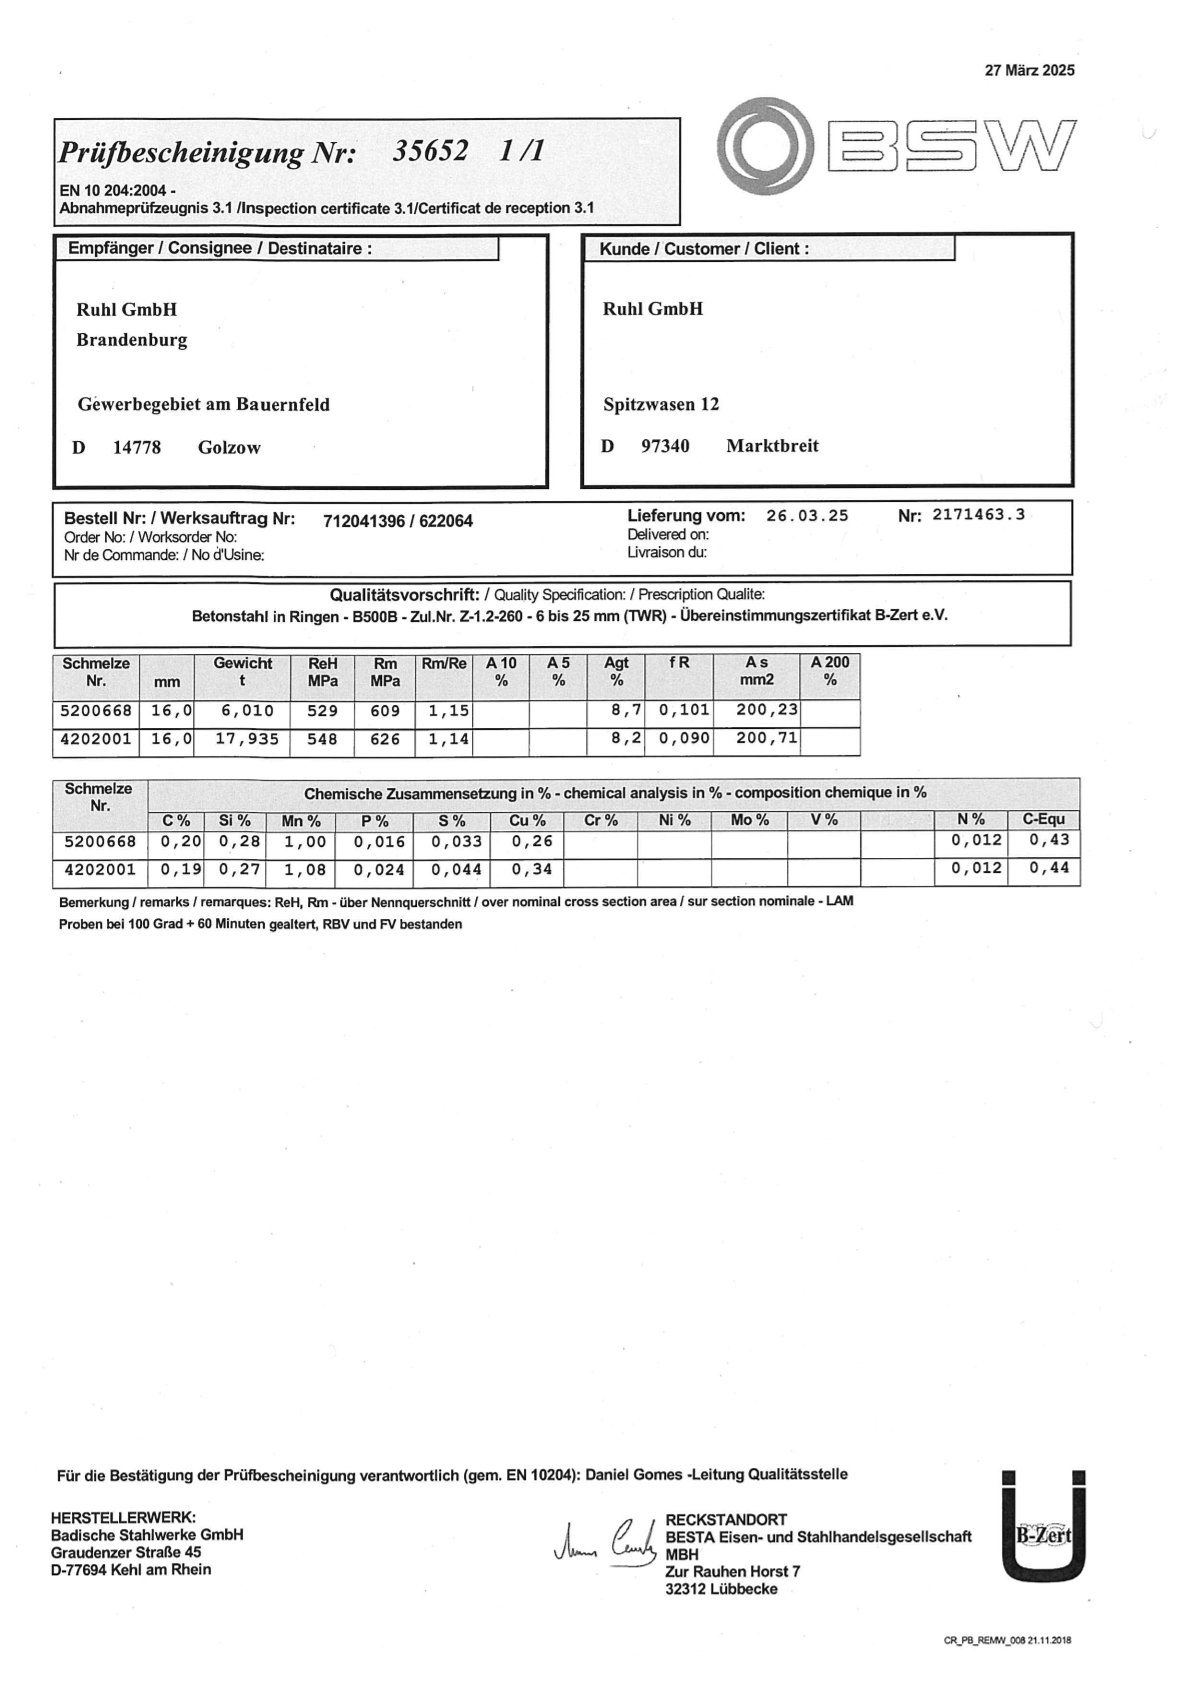 27 März 2025
Prüfbescheinigung Nr: 35652 1 /1
BSW
EN 10 204:2004 -
Abnahmeprüfzeugnis 3.1 /Inspection certificate 3.1/Certificat de reception 3.1
Empfänger / Consignee / Destinataire :
Ruhl GmbH
Brandenburg
Gewerbegebiet am Bauernfeld
D 14778 Golzow
Kunde / Customer / Client :
Ruhl GmbH
Spitzwasen 12
D 97340 Marktbreit
Bestell Nr: / Werksauftrag Nr: 712041396 / 622064
Order No: / Worksorder No:
Nr de Commande: / No d'Usine:
Lieferung vom: 26.03.25 Nr: 2171463.3
Delivered on:
Livraison du:
Qualitätsvorschrift: / Quality Specification: / Prescription Qualite:
Betonstahl in Ringen - B500B - Zul.Nr. Z-1.2-260 - 6 bis 25 mm (TWR) - Übereinstimmungszertifikat B-Zert e.V.
Schmelze Gewicht ReH Rm Rm/Re A 10 A 5 Agt f R A s A 200
Nr. mm t MPa MPa % % % mm2 %
5200668 16,0 6,010 529 609 1,15 8,7 0,101 200,23
4202001 16,0 17,935 548 626 1,14 8,2 0,090 200,71
Schmelze
Nr.
Chemische Zusammensetzung in % - chemical analysis in % - composition chemique in %
C % Si % Mn % P % S % Cu % Cr % Ni % Mo % V % N % C-Equ
5200668 0,20 0,28 1,00 0,016 0,033 0,26 0,012 0,43
4202001 0,19 0,27 1,08 0,024 0,044 0,34 0,012 0,44
Bemerkung / remarks / remarques: ReH, Rm - über Nennquerschnitt / over nominal cross section area / sur section nominale - LAM
Proben bei 100 Grad + 60 Minuten gealtert, RBV und FV bestanden
Für die Bestätigung der Prüfbescheinigung verantwortlich (gem. EN 10204): Daniel Gomes -Leitung Qualitätsstelle
HERSTELLERWERK:
Badische Stahlwerke GmbH
Graudenzer Straße 45
D-77694 Kehl am Rhein
RECKSTANDORT
BESTA Eisen- und Stahlhandelsgesellschaft
MBH
Zur Rauhen Horst 7
32312 Lübbecke
B-Zert
CR_PB_REMW_008 21.11.2018